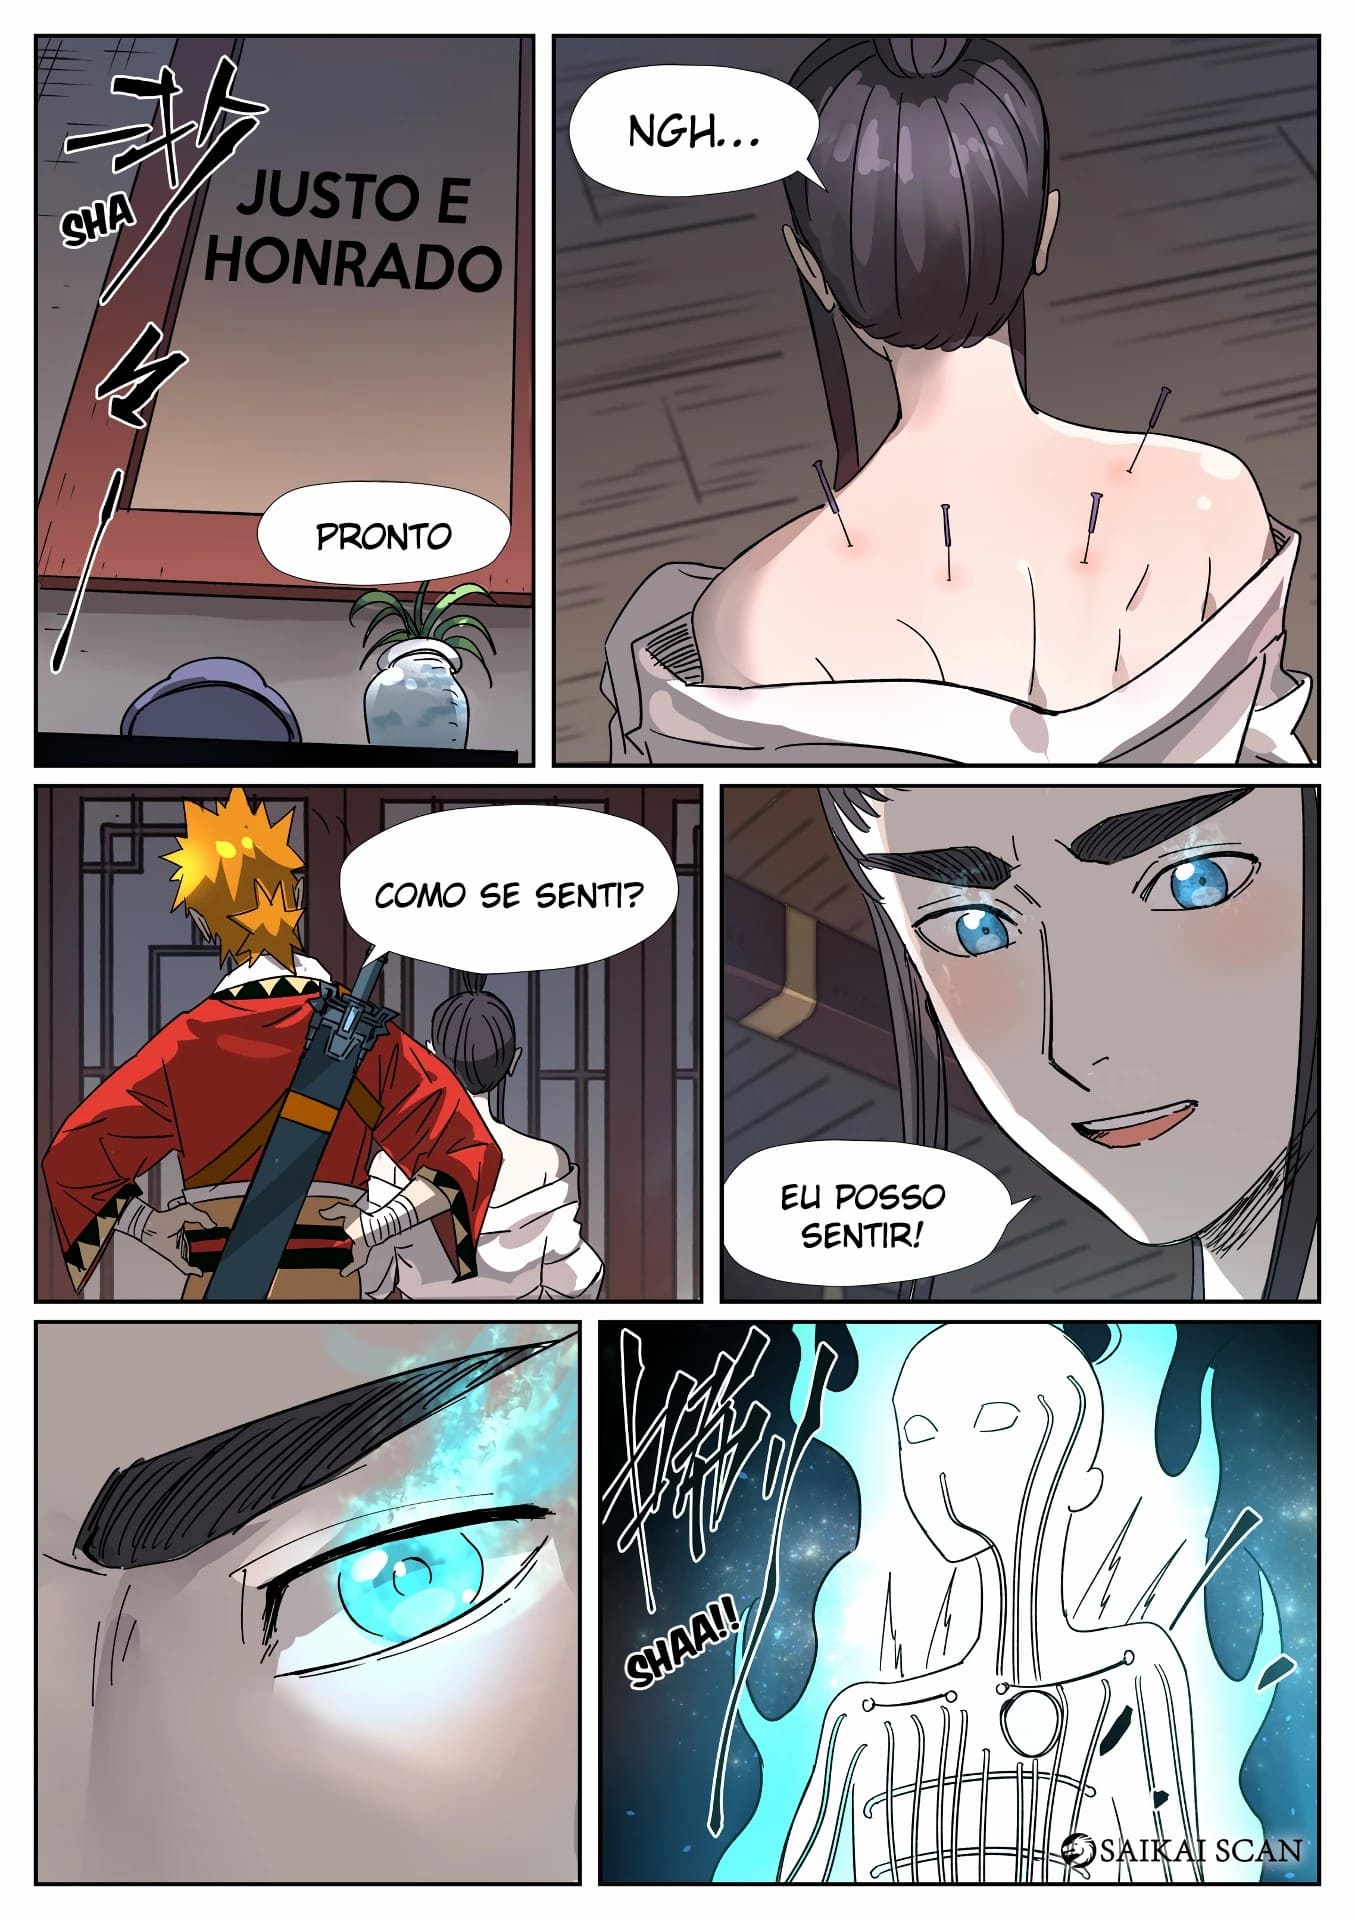 SHA
JUSTO E
HONRADO
PRONTO
NGH...
COMO SE SENTI?
EU POSSO
SENTIR!
SHAA!!
SAIKAI SCAN